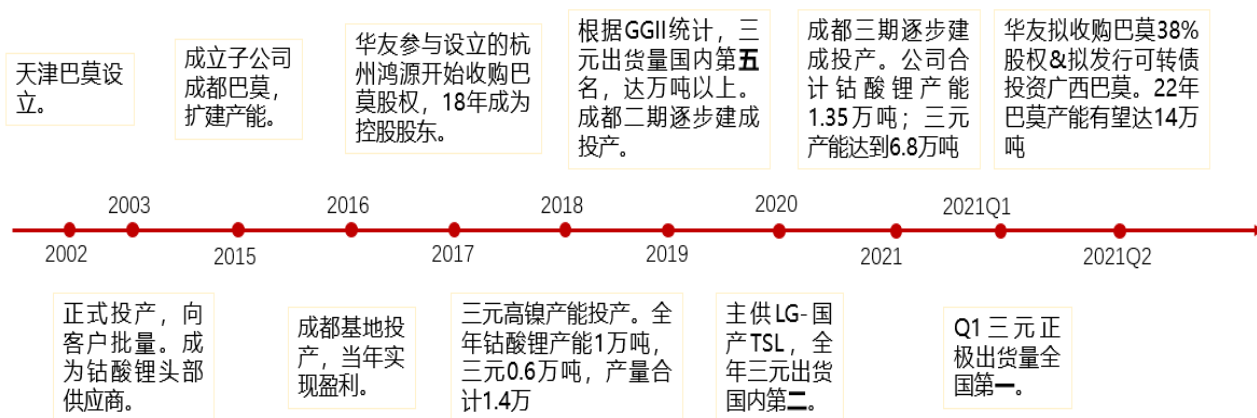 天津巴莫设
立。
成立子公司
成都巴莫，
扩建产能。
华友参与设立的杭
州鸿源开始收购巴
莫股权，18年成为
控股股东。
根据GGII统计，三
元出货量国内第五
名，达万吨以上。
成都二期逐步建成
投产。
成都三期逐步建
成投产。公司合
计钴酸锂产能
1.35万吨；三元
产能达到6.8万吨
华友拟收购巴莫38%
股权&拟发行可转债
投资广西巴莫。22年
巴莫产能有望达14万
吨
2003
2016
2018
2020
2021Q1
2002
2015
2017
2019
2021
2021Q2
正式投产，向
客户批量。成
为钴酸锂头部
供应商。
成都基地投
产，当年实
现盈利。
三元高镍产能投产。全
年钴酸锂产能1万吨，
三元0.6万吨，产量合
计1.4万
主供LG-国
产TSL，全
年三元出货
国内第二。
Q1三元正
极出货量全
国第一。